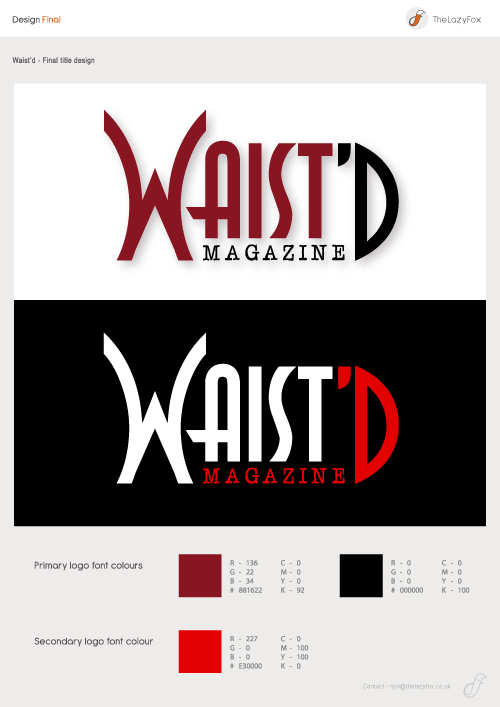 Design Final
TheLazyFox
Waist'd - Final title design
WAIST'D
MAGAZINE
WAIST'D
MAGAZINE
Primary logo font colours
R - 136 C - 0
G - 22 M - 0
B - 34 Y - 0
# 881622 K - 92
R - 0 C - 0
G - 0 M - 0
B - 0 Y - 0
# 000000 K - 100
Secondary logo font colour
R - 227 C - 0
G - 0 M - 100
B - 0 Y - 100
# E30000 K - 0